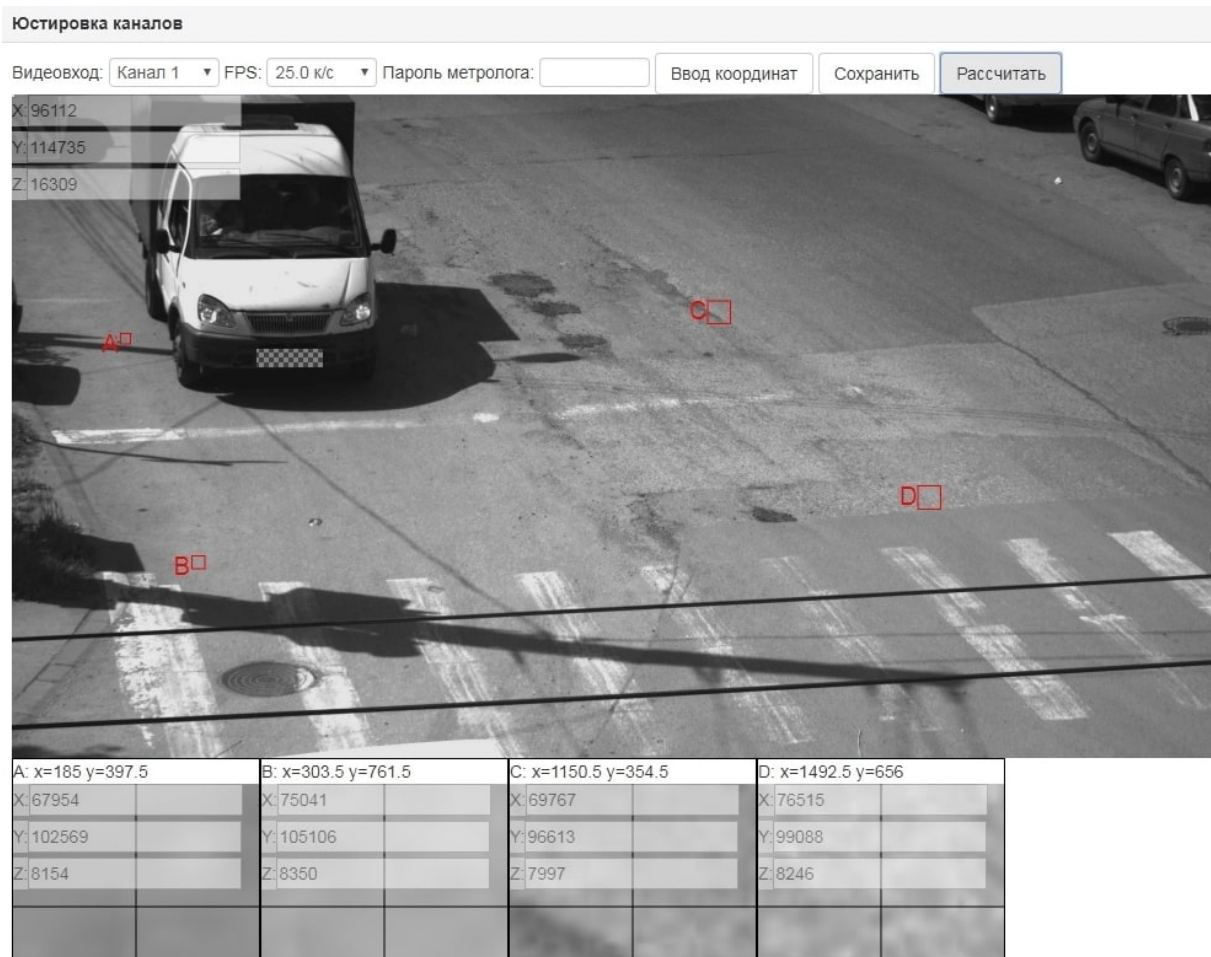 Юстировка каналов
Видеовход: Канал 1 FPS: 25.0 к/с Пароль метролога: Ввод координат Сохранить Рассчитать
X: 96112
Y: 114735
Z: 16309
C
A
D
B
A: x=185 y=397.5 B: x=303.5 y=761.5 C: x=1150.5 y=354.5 D: x=1492.5 y=656
X: 67954 X: 75041 X: 69767 X: 76515
Y: 102569 Y: 105106 Y: 96613 Y: 99088
Z: 8154 Z: 8350 Z: 7997 Z: 8246